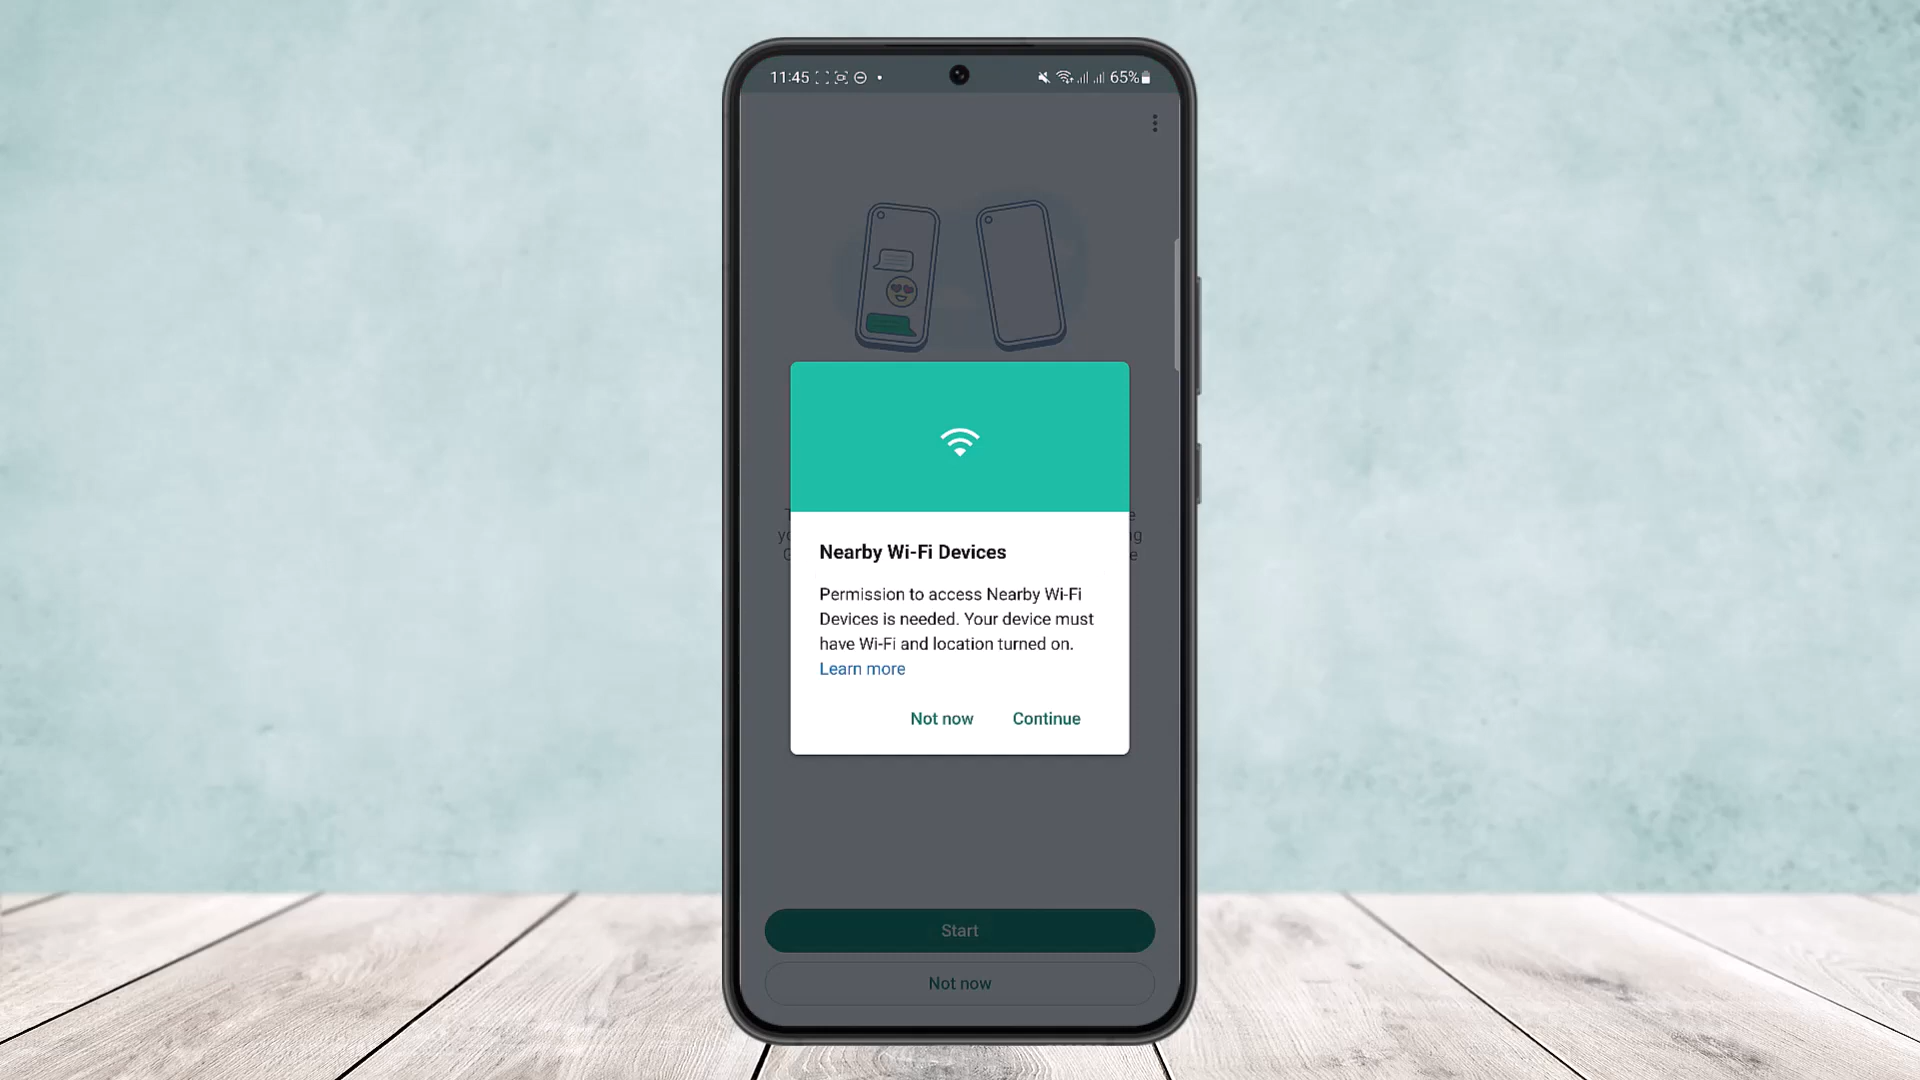 11:45
65%
Nearby Wi-Fi Devices
Permission to access Nearby Wi-Fi
Devices is needed. Your device must
have Wi-Fi and location turned on.
Learn more
Not now Continue
Start
Not now